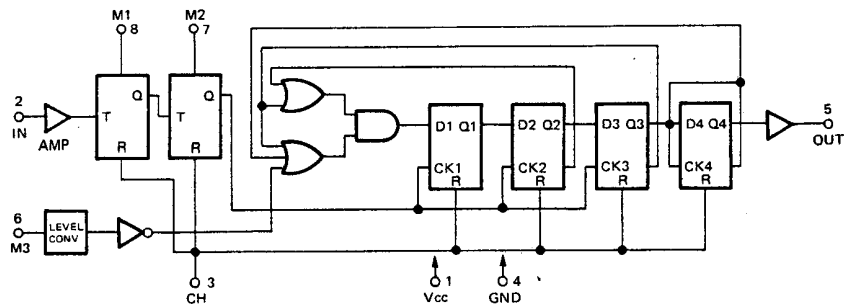 M1
8
M2
7
2
IN
AMP
T
Q
R
T
Q
R
D1 Q1
CK1
R
D2 Q2
CK2
R
D3 Q3
CK3
R
D4 Q4
CK4
R
5
OUT
6
M3
LEVEL
CONV
3
CH
1
Vcc
4
GND